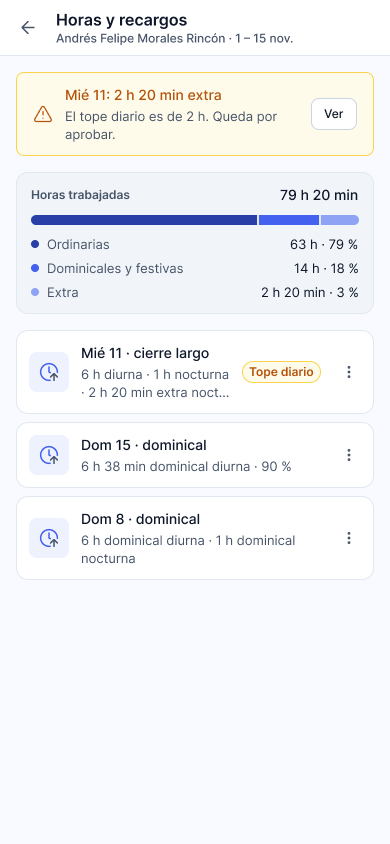 Horas y recargos
Andrés Felipe Morales Rincón · 1 – 15 nov.
Mié 11: 2 h 20 min extra
El tope diario es de 2 h. Queda por
aprobar.
Ver
Horas trabajadas
79 h 20 min
Ordinarias
63 h · 79 %
Dominicales y festivas
14 h · 18 %
Extra
2 h 20 min · 3 %
Mié 11 · cierre largo
6 h diurna · 1 h nocturna
· 2 h 20 min extra noct...
Tope diario
Dom 15 · dominical
6 h 38 min dominical diurna · 90 %
Dom 8 · dominical
6 h dominical diurna · 1 h dominical
nocturna